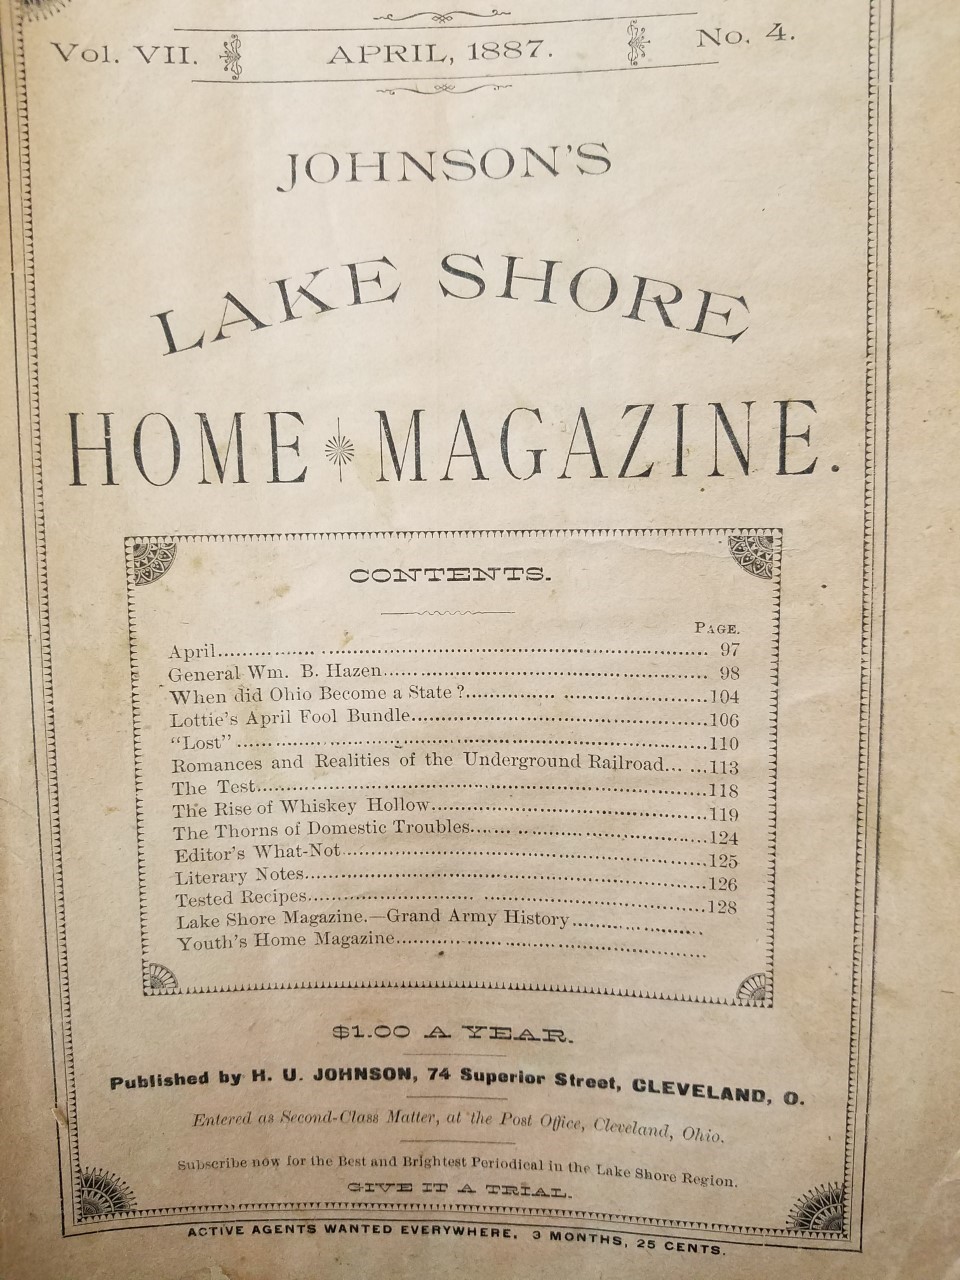 Vol. VII. APRIL, 1887. No. 4.
JOHNSON'S
LAKE SHORE
HOME MAGAZINE.
CONTENTS.
PAGE.
April........................ 97
General Wm. B. Hazen........................ 98
When did Ohio Become a State?........................104
Lottie's April Fool Bundle........................106
"Lost"........................110
Romances and Realities of the Underground Railroad... ...113
The Test........................118
The Rise of Whiskey Hollow........................119
The Thorns of Domestic Troubles........................124
Editor's What-Not........................125
Literary Notes........................126
Tested Recipes........................128
Lake Shore Magazine.—Grand Army History........................
Youth's Home Magazine........................
$1.00 A YEAR.
Published by H. U. JOHNSON, 74 Superior Street, CLEVELAND, O.
Entered as Second-Class Matter, at the Post Office, Cleveland, Ohio.
Subscribe now for the Best and Brightest Periodical in the Lake Shore Region.
GIVE IT A TRIAL.
ACTIVE AGENTS WANTED EVERYWHERE. 3 MONTHS, 25 CENTS.